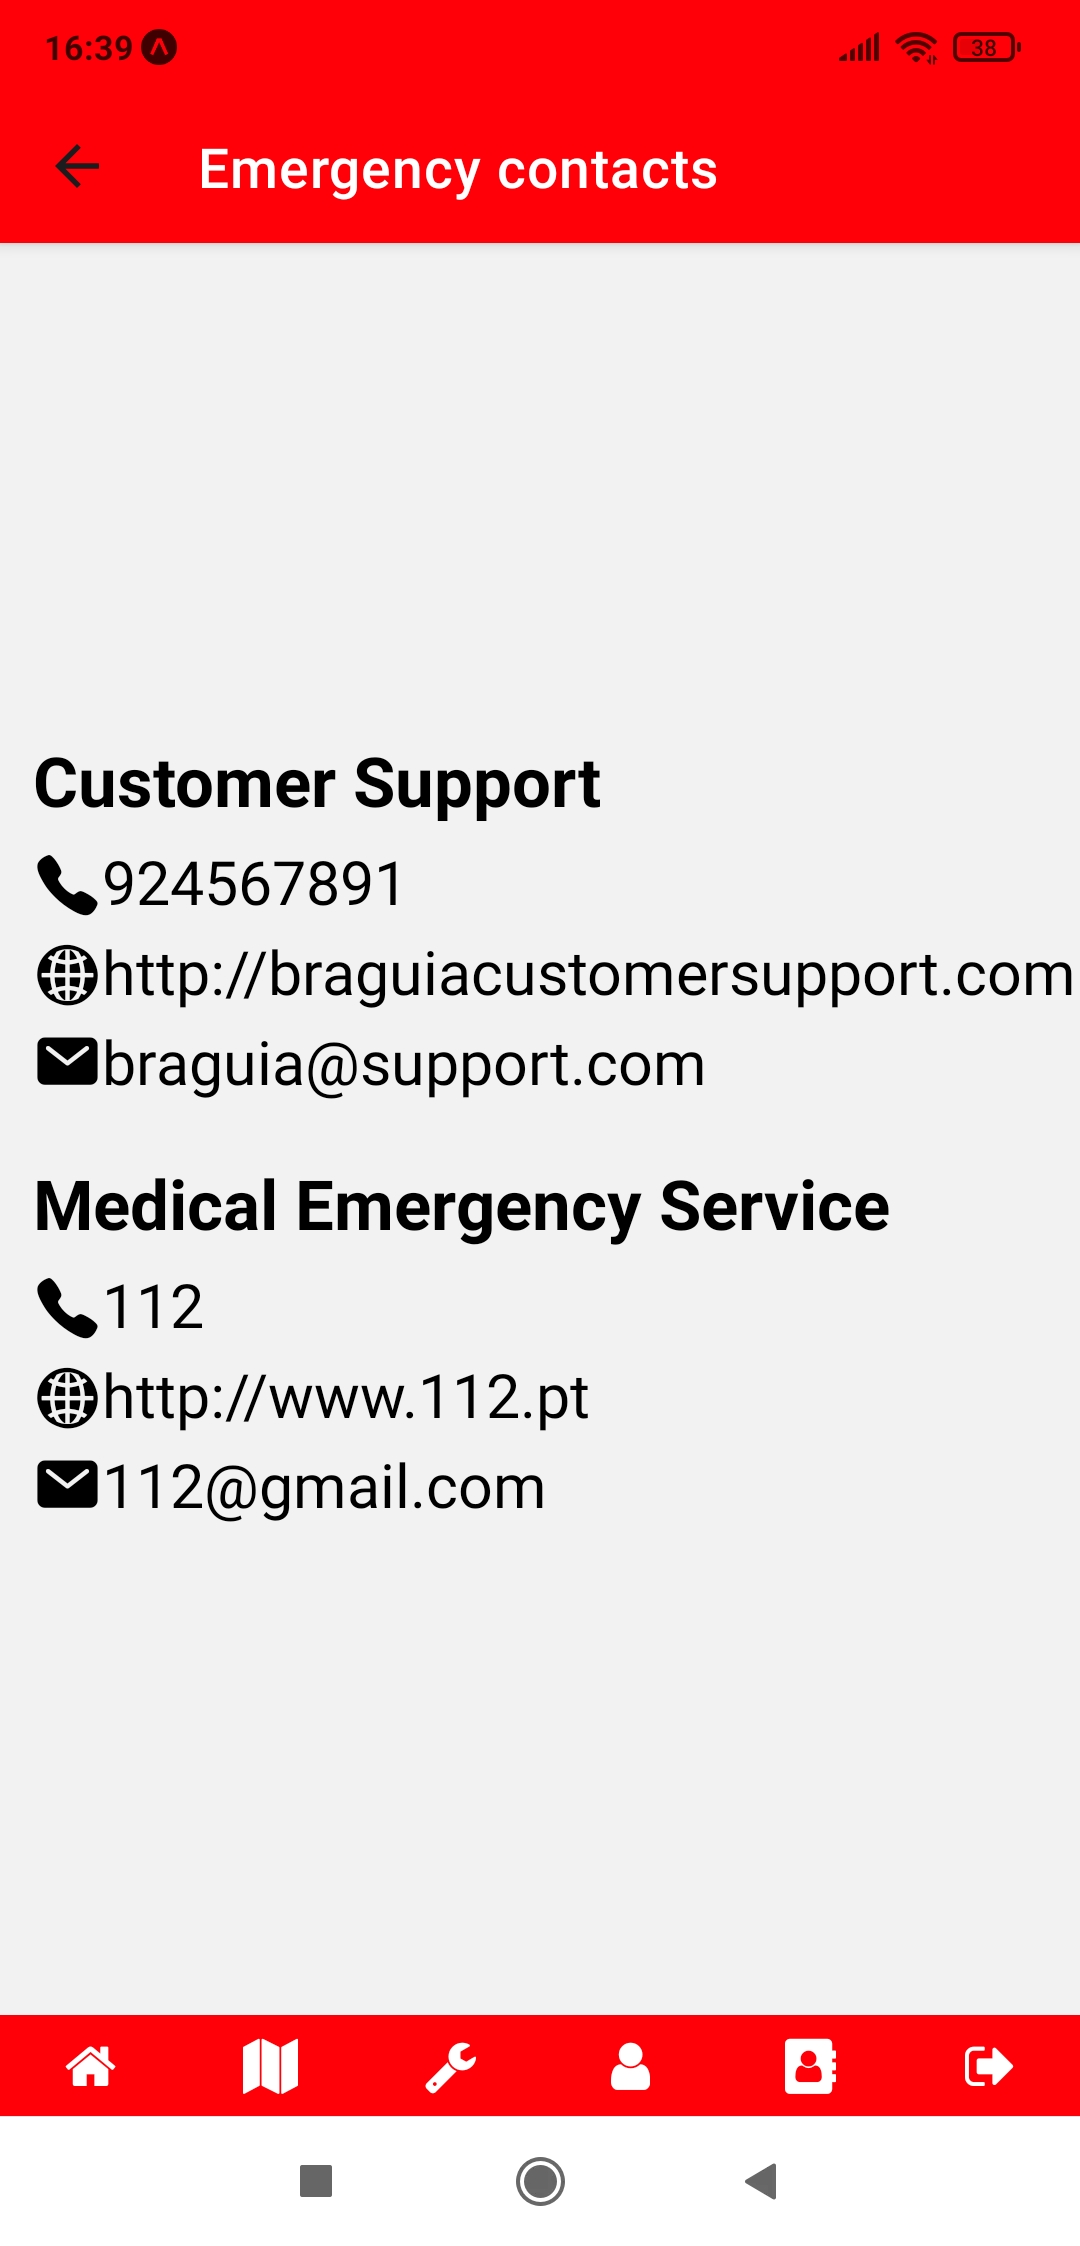 16:39
38
Emergency contacts
Customer Support
924567891
http://braguiacustomersupport.com
braguia@support.com
Medical Emergency Service
112
http://www.112.pt
112@gmail.com